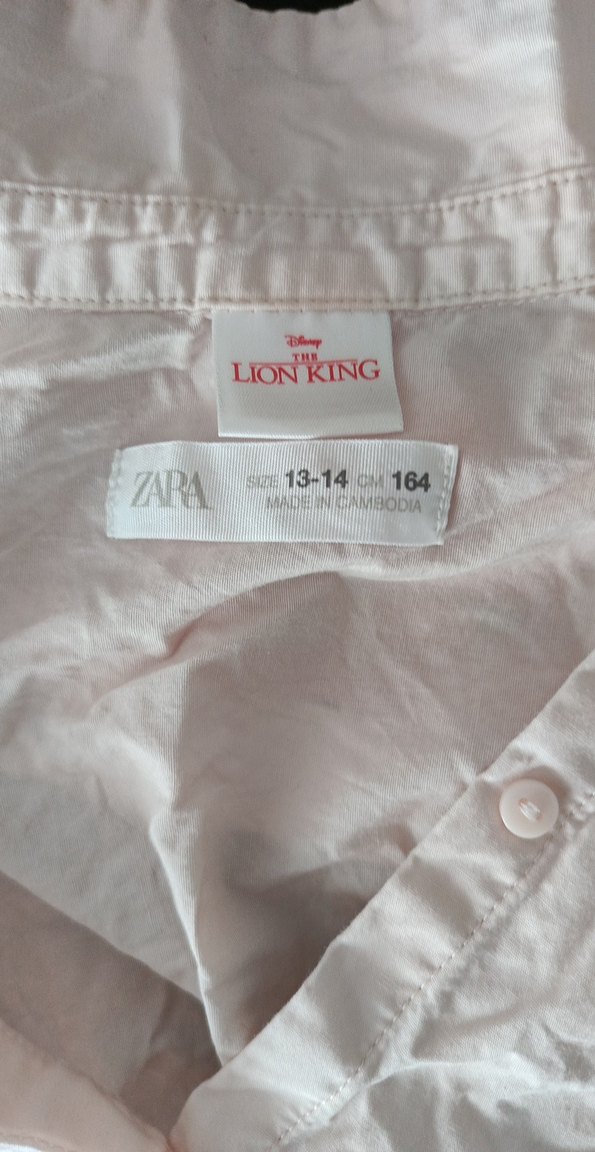 Disney
THE
LION KING
ZARA
SIZE 13-14 CM 164
MADE IN CAMBODIA